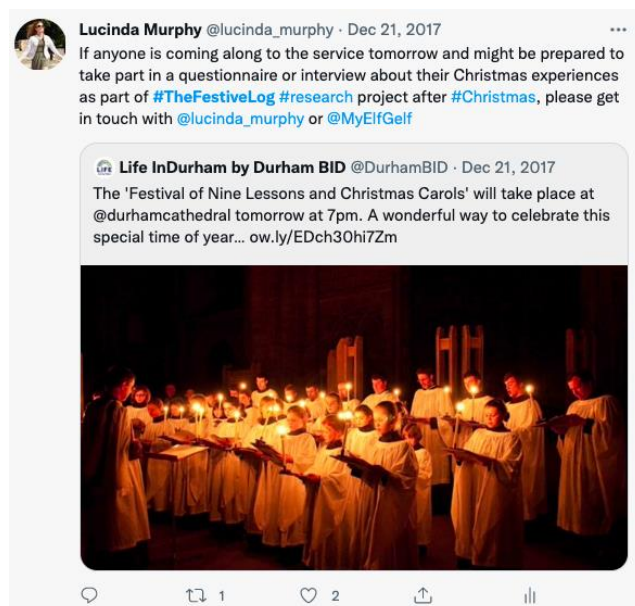 Lucinda Murphy @lucinda_murphy · Dec 21, 2017
If anyone is coming along to the service tomorrow and might be prepared to
take part in a questionnaire or interview about their Christmas experiences
as part of #TheFestiveLog #research project after #Christmas, please get
in touch with @lucinda_murphy or @MyElfGelf
LIFE
Life InDurham by Durham BID @DurhamBID · Dec 21, 2017
The 'Festival of Nine Lessons and Christmas Carols' will take place at
@durhamcathedral tomorrow at 7pm. A wonderful way to celebrate this
special time of year... ow.ly/EDch30hi7Zm
1 2